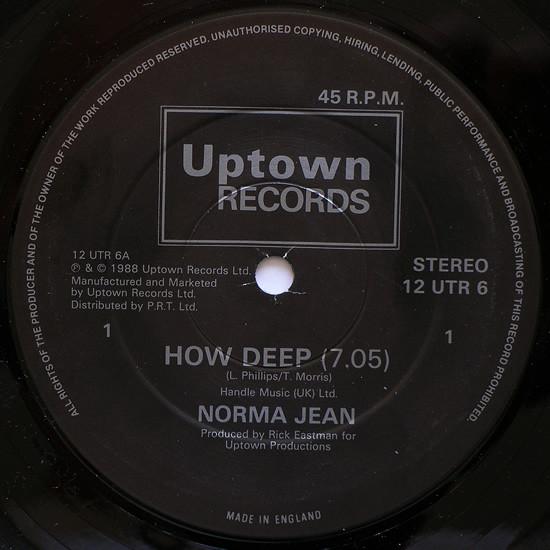 ALL RIGHTS OF THE PRODUCER AND OF THE OWNER OF THE WORK REPRODUCED RESERVED. UNAUTHORISED COPYING, HIRING, LENDING, PUBLIC PERFORMANCE AND BROADCASTING OF THIS RECORD PROHIBITED.
45 R.P.M.
Uptown
RECORDS
12 UTR 6A
℗ & © 1988 Uptown Records Ltd.
Manufactured and Marketed
by Uptown Records Ltd.
Distributed by P.R.T. Ltd.
STEREO
12 UTR 6
1
1
HOW DEEP (7.05)
(L. Phillips/T. Morris)
Handle Music (UK) Ltd.
NORMA JEAN
Produced by Rick Eastman for
Uptown Productions
MADE IN ENGLAND